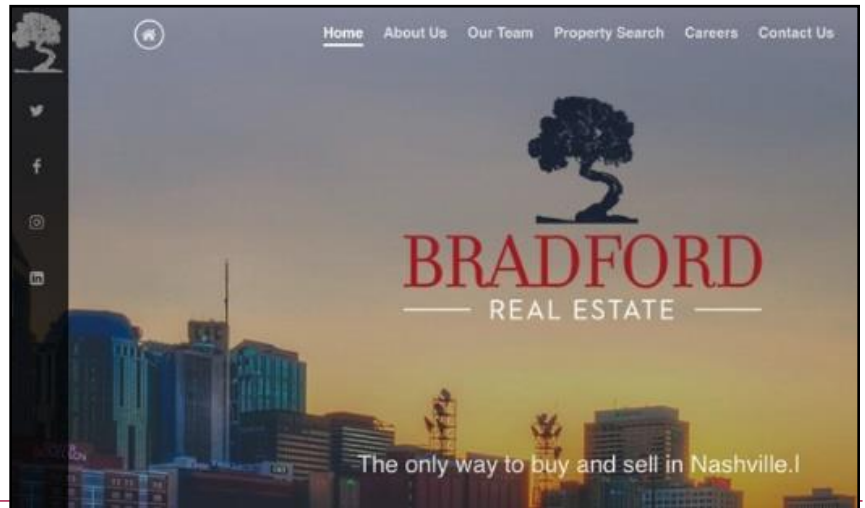 Home About Us Our Team Property Search Careers Contact Us
BRADFORD
REAL ESTATE
The only way to buy and sell in Nashville.l